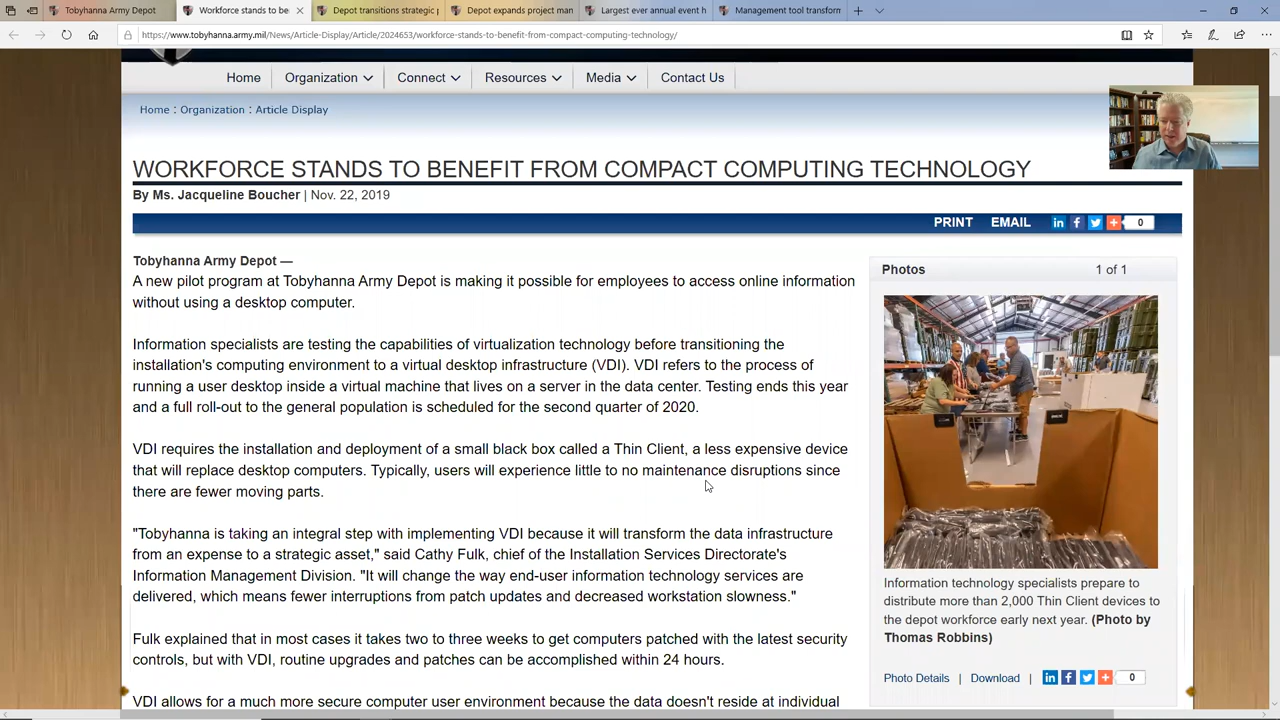 Tobyhanna Army Depot
Workforce stands to be
Depot transitions strategic p
Depot expands project man
Largest ever annual event h
Management tool transform
https://www.tobyhanna.army.mil/News/Article-Display/Article/2024653/workforce-stands-to-benefit-from-compact-computing-technology/
Home Organization Connect Resources Media Contact Us
Home : Organization : Article Display
WORKFORCE STANDS TO BENEFIT FROM COMPACT COMPUTING TECHNOLOGY
By Ms. Jacqueline Boucher | Nov. 22, 2019
PRINT EMAIL in f + 0
Tobyhanna Army Depot —
A new pilot program at Tobyhanna Army Depot is making it possible for employees to access online information
without using a desktop computer.
Information specialists are testing the capabilities of virtualization technology before transitioning the
installation's computing environment to a virtual desktop infrastructure (VDI). VDI refers to the process of
running a user desktop inside a virtual machine that lives on a server in the data center. Testing ends this year
and a full roll-out to the general population is scheduled for the second quarter of 2020.
VDI requires the installation and deployment of a small black box called a Thin Client, a less expensive device
that will replace desktop computers. Typically, users will experience little to no maintenance disruptions since
there are fewer moving parts.
"Tobyhanna is taking an integral step with implementing VDI because it will transform the data infrastructure
from an expense to a strategic asset," said Cathy Fulk, chief of the Installation Services Directorate's
Information Management Division. "It will change the way end-user information technology services are
delivered, which means fewer interruptions from patch updates and decreased workstation slowness."
Fulk explained that in most cases it takes two to three weeks to get computers patched with the latest security
controls, but with VDI, routine upgrades and patches can be accomplished within 24 hours.
VDI allows for a much more secure computer user environment because the data doesn't reside at individual
Photos 1 of 1
Information technology specialists prepare to
distribute more than 2,000 Thin Client devices to
the depot workforce early next year. (Photo by
Thomas Robbins)
Photo Details | Download | in f + 0